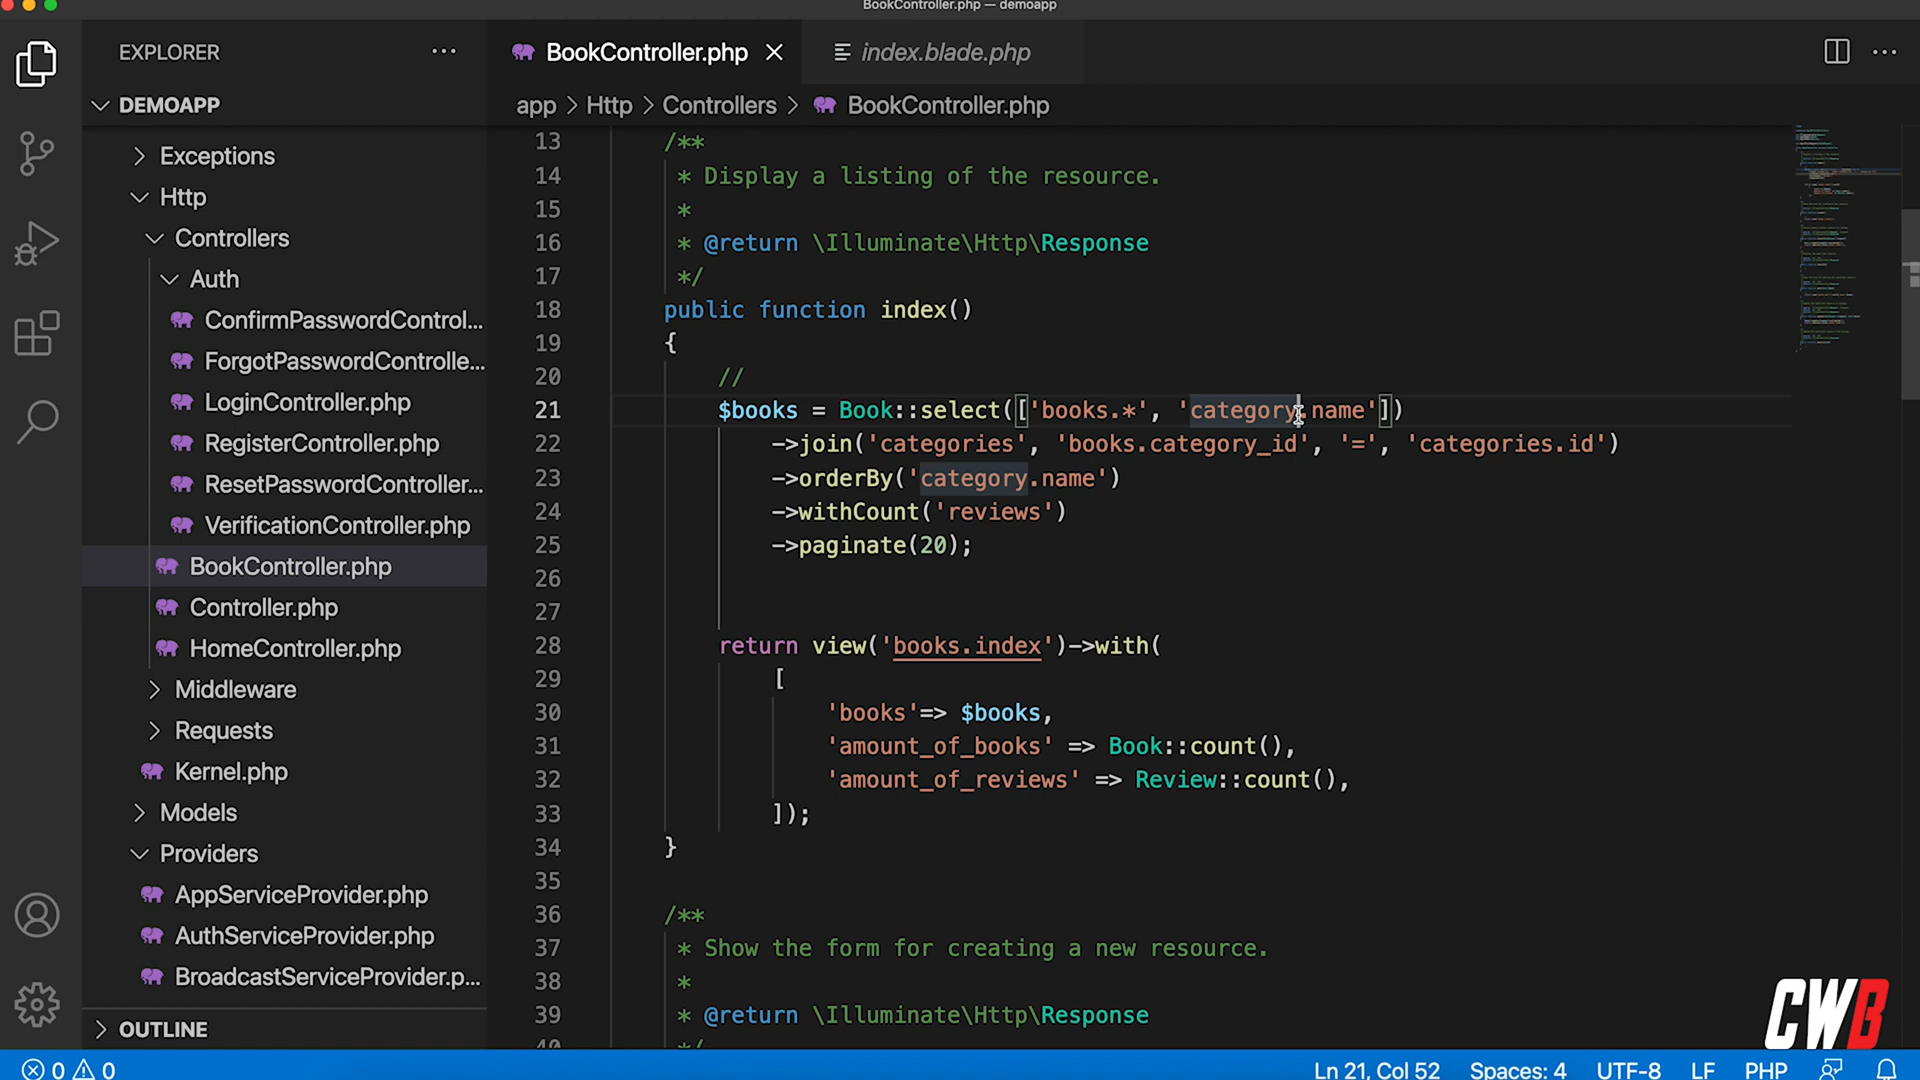 BookController.php — demoapp
EXPLORER
DEMOAPP
Exceptions
Http
Controllers
Auth
ConfirmPasswordControl...
ForgotPasswordControlle...
LoginController.php
RegisterController.php
ResetPasswordController...
VerificationController.php
BookController.php
Controller.php
HomeController.php
Middleware
Requests
Kernel.php
Models
Providers
AppServiceProvider.php
AuthServiceProvider.php
BroadcastServiceProvider.p...
OUTLINE
BookController.php
index.blade.php
app > Http > Controllers > BookController.php
13 /**
14 * Display a listing of the resource.
15 *
16 * @return \Illuminate\Http\Response
17 */
18 public function index()
19 {
20 //
21 $books = Book::select(['books.*', 'category.name'])
22 ->join('categories', 'books.category_id', '=', 'categories.id')
23 ->orderBy('category.name')
24 ->withCount('reviews')
25 ->paginate(20);
26
27
28 return view('books.index')->with(
29 [
30 'books'=> $books,
31 'amount_of_books' => Book::count(),
32 'amount_of_reviews' => Review::count(),
33 ]);
34 }
35
36 /**
37 * Show the form for creating a new resource.
38 *
39 * @return \Illuminate\Http\Response
40 */
CWB
0 0
Ln 21, Col 52 Spaces: 4 UTF-8 LF PHP